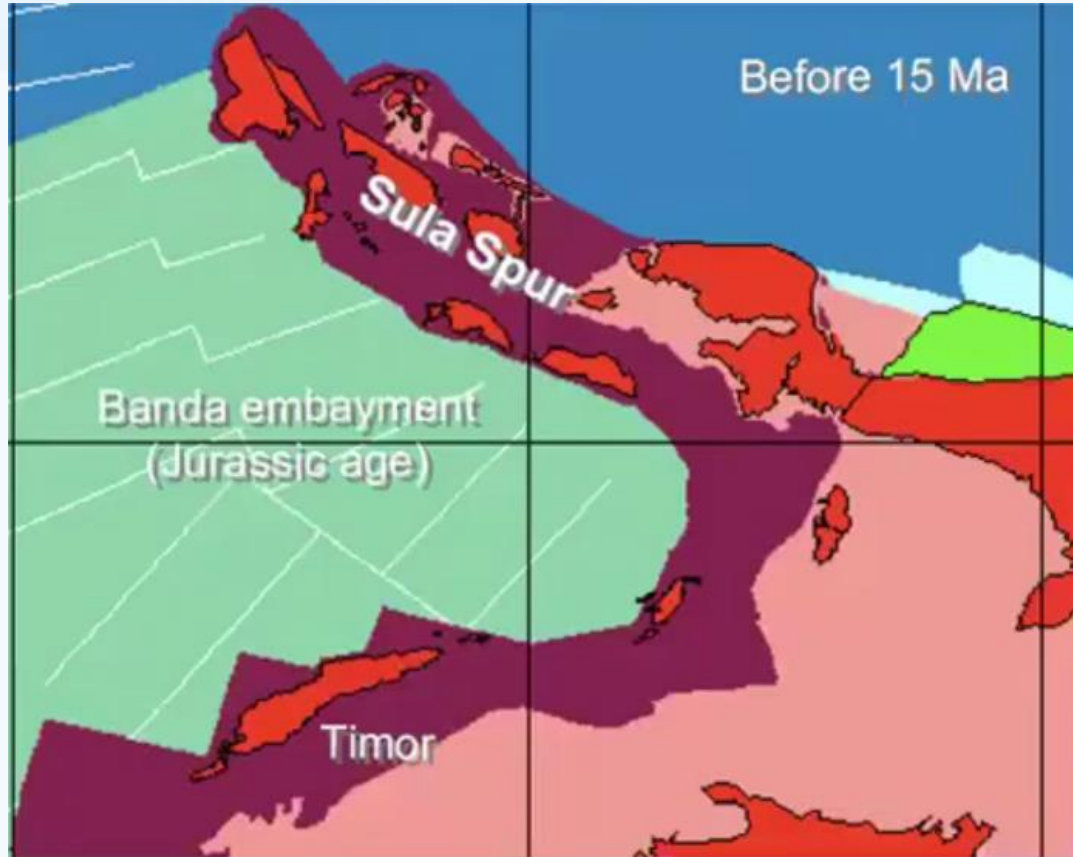 Before 15 Ma
Sula Spur
Banda embayment
(Jurassic age)
Timor